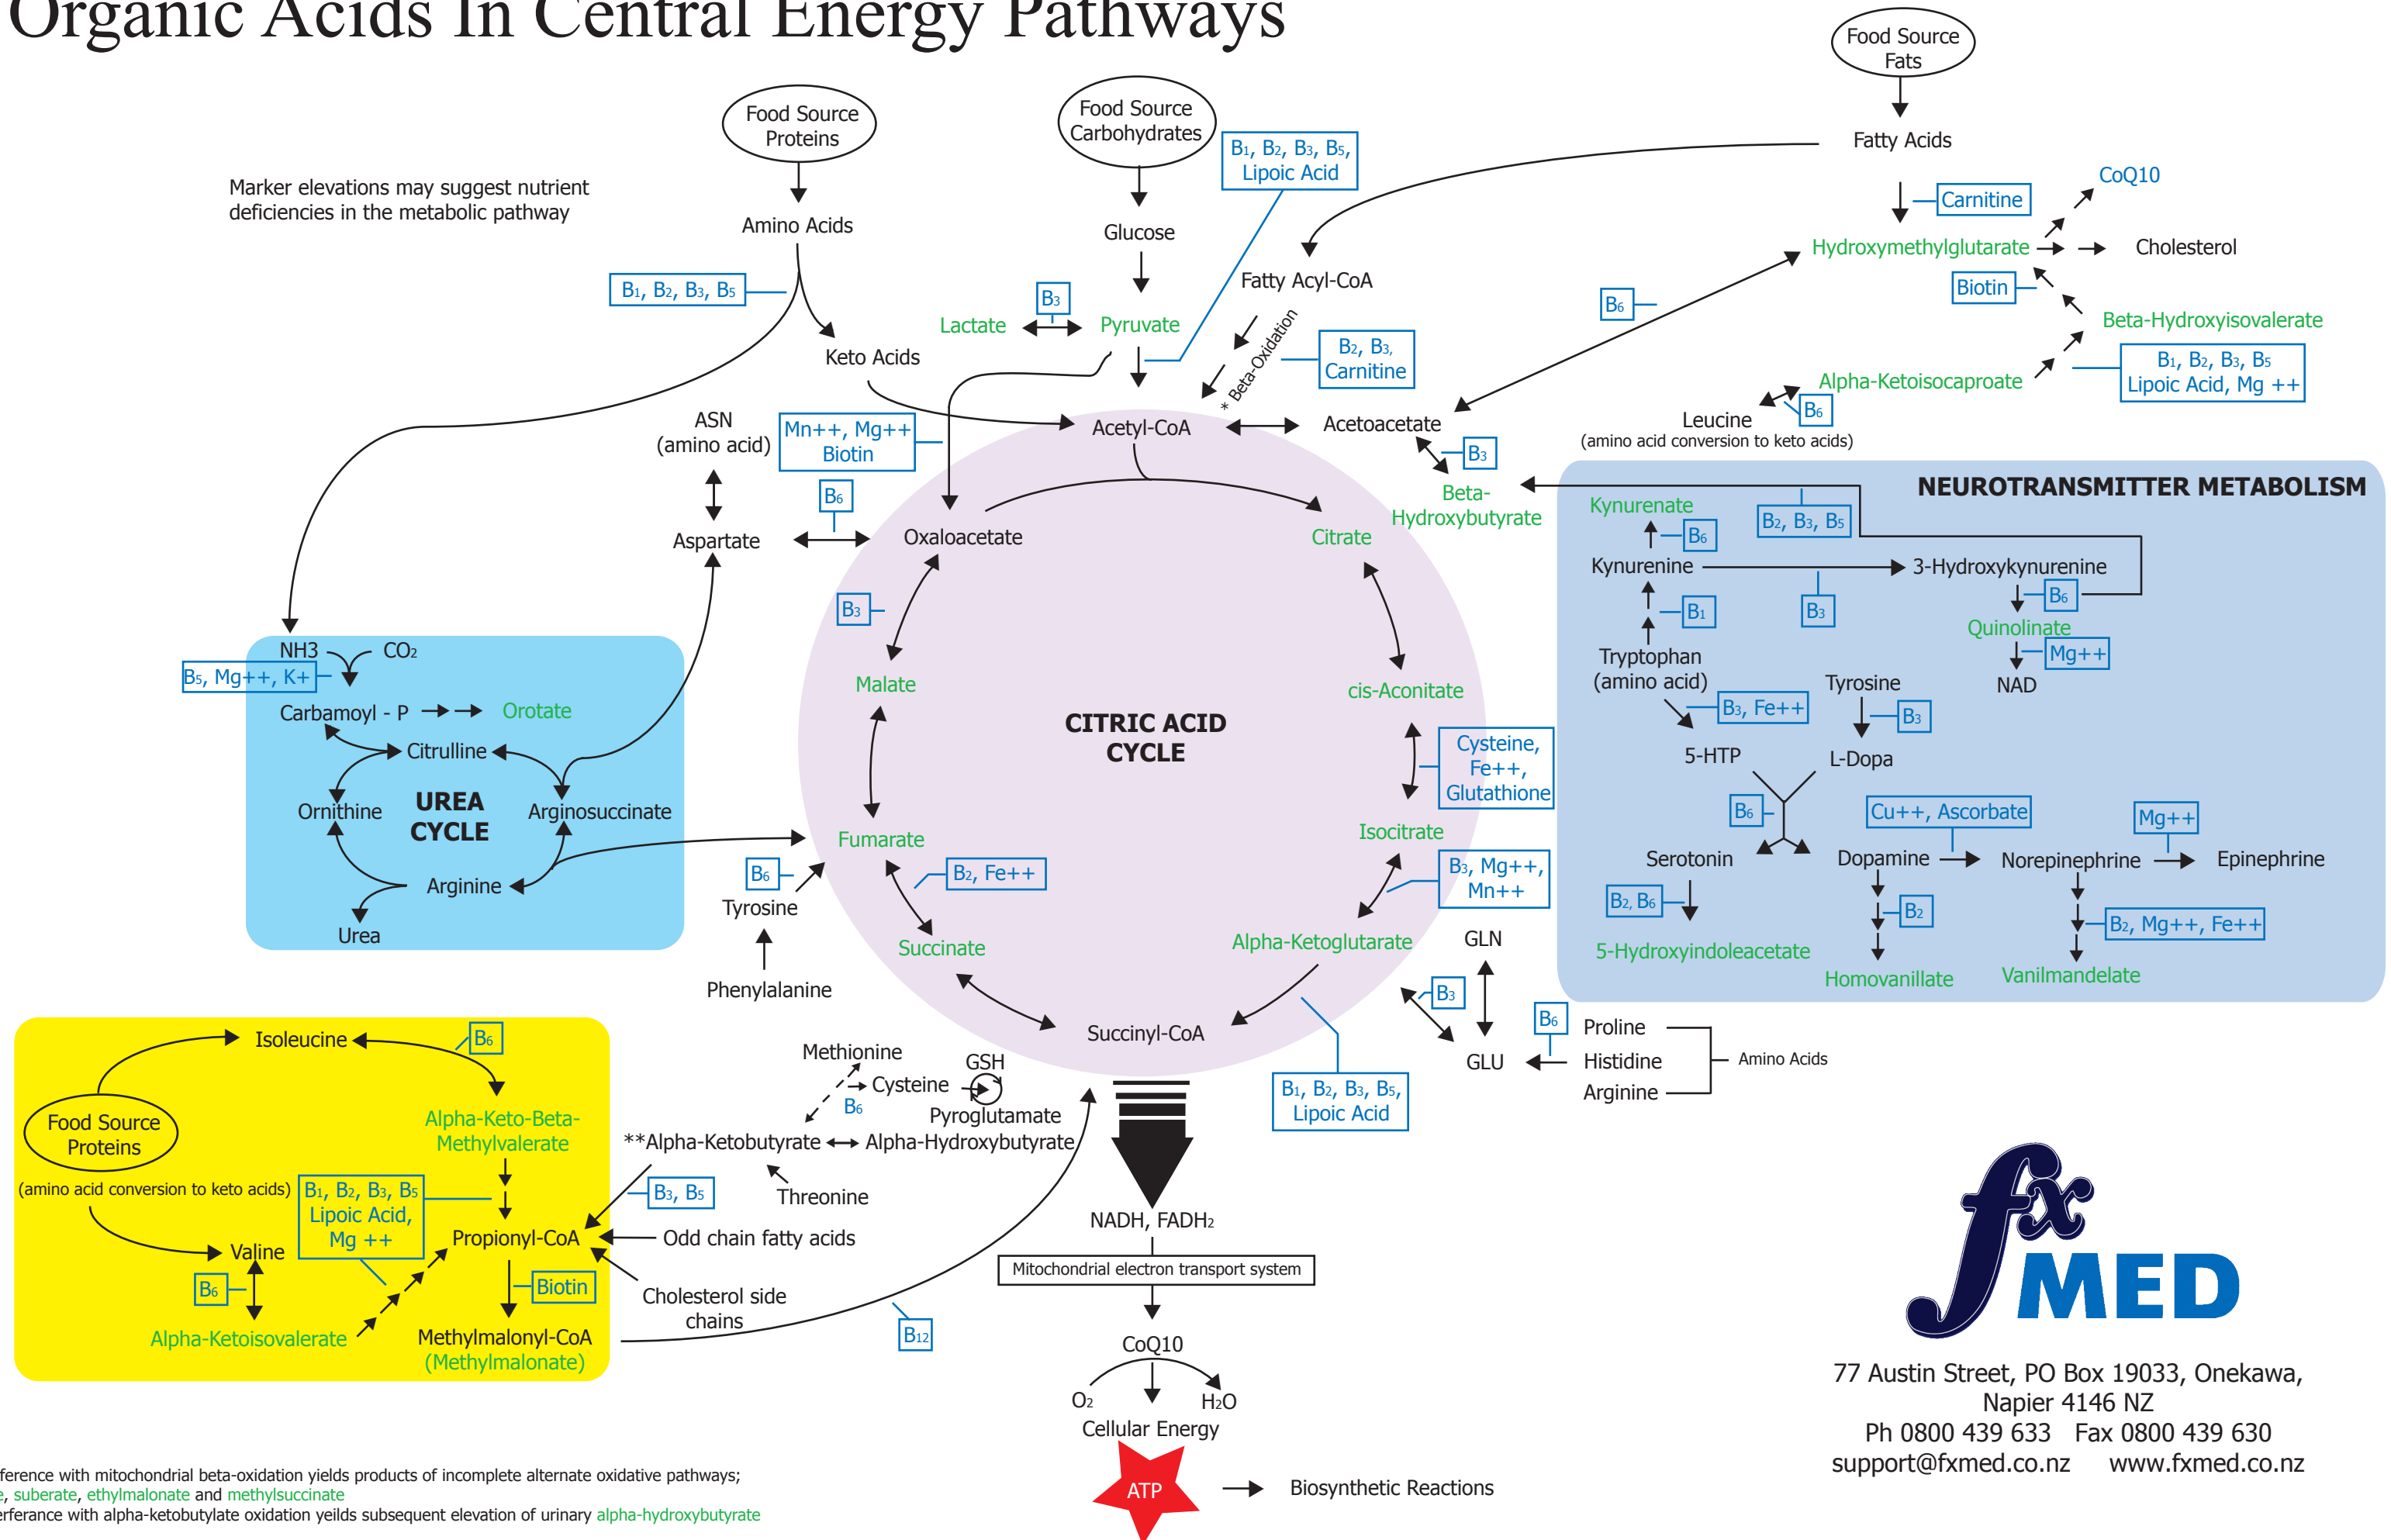 Organic Acids In Central Energy Pathways
Food Source
Fats
Food Source
Proteins
Food Source
Carbohydrates
B1, B2, B3, B5,
Lipoic Acid
Fatty Acids
Marker elevations may suggest nutrient
deficiencies in the metabolic pathway
CoQ10
Carnitine
Amino Acids
Glucose
Hydroxymethylglutarate
Cholesterol
B1, B2, B3, B5
Fatty Acyl-CoA
Biotin
B3
B6
Lactate
Pyruvate
Beta-Hydroxyisovalerate
Keto Acids
* Beta-Oxidation
B2, B3,
Carnitine
B1, B2, B3, B5
Lipoic Acid, Mg ++
Alpha-Ketoisocaproate
B6
Leucine
(amino acid conversion to keto acids)
ASN
(amino acid)
Mn++, Mg++
Biotin
Acetyl-CoA
Acetoacetate
B3
B6
Beta-
Hydroxybutyrate
NEUROTRANSMITTER METABOLISM
Kynurenate
B2, B3, B5
B6
Aspartate
Oxaloacetate
Citrate
Kynurenine
3-Hydroxykynurenine
B3
B1
B3
B6
Quinolinate
Mg++
NAD
NH3
CO2
B5, Mg++, K+
Tryptophan
(amino acid)
Tyrosine
Malate
cis-Aconitate
B3, Fe++
B3
Carbamoyl - P
Orotate
CITRIC ACID
CYCLE
Citrulline
Cysteine,
Fe++,
Glutathione
5-HTP
L-Dopa
Ornithine
UREA
CYCLE
Arginosuccinate
B6
Cu++, Ascorbate
Mg++
Fumarate
Isocitrate
Serotonin
Dopamine
Norepinephrine
Epinephrine
B6
B2, Fe++
B3, Mg++,
Mn++
Arginine
Tyrosine
B2, B6
B2
B2, Mg++, Fe++
Urea
Succinate
Alpha-Ketoglutarate
GLN
5-Hydroxyindoleacetate
Homovanillate
Vanilmandelate
Phenylalanine
B3
Succinyl-CoA
B6
Proline
GLU
Histidine
Amino Acids
Arginine
Isoleucine
B6
Methionine
GSH
Cysteine
B6
Pyroglutamate
B1, B2, B3, B5,
Lipoic Acid
Food Source
Proteins
Alpha-Keto-Beta-
Methylvalerate
**Alpha-Ketobutyrate
Alpha-Hydroxybutyrate
(amino acid conversion to keto acids)
B1, B2, B3, B5
Lipoic Acid,
Mg ++
B3, B5
Threonine
NADH, FADH2
Valine
Propionyl-CoA
Odd chain fatty acids
Mitochondrial electron transport system
B6
Biotin
Cholesterol side
chains
Alpha-Ketoisovalerate
Methylmalonyl-CoA
(Methylmalonate)
B12
CoQ10
O2
H2O
Cellular Energy
ATP
Biosynthetic Reactions
fx
MED
77 Austin Street, PO Box 19033, Onekawa,
Napier 4146 NZ
Ph 0800 439 633 Fax 0800 439 630
support@fxmed.co.nz www.fxmed.co.nz
with mitochondrial beta-oxidation yields products of incomplete alternate oxidative pathways;
suberate, ethylmalonate and methylsuccinate
with alpha-ketobutylate oxidation yeilds subsequent elevation of urinary alpha-hydroxybutyrate